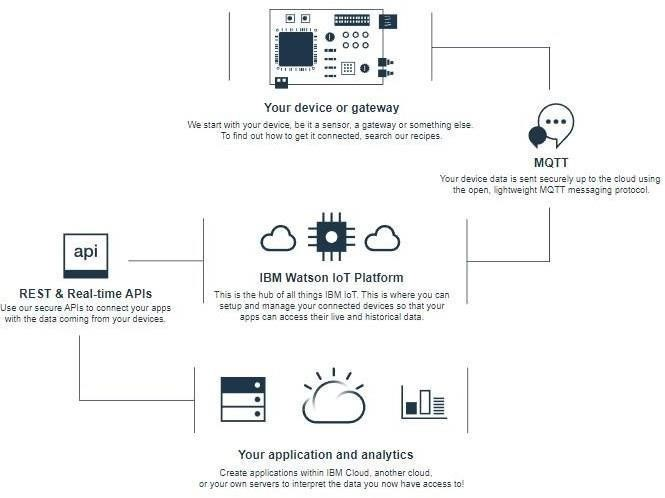 Your device or gateway
We start with your device, be it a sensor, a gateway or something else.
To find out how to get it connected, search our recipes.
MQTT
Your device data is sent securely up to the cloud using
the open, lightweight MQTT messaging protocol.
api
REST & Real-time APIs
Use our secure APIs to connect your apps
with the data coming from your devices.
IBM Watson IoT Platform
This is the hub of all things IBM IoT. This is where you can
setup and manage your connected devices so that your
apps can access their live and historical data.
Your application and analytics
Create applications within IBM Cloud, another cloud,
or your own servers to interpret the data you now have access to!